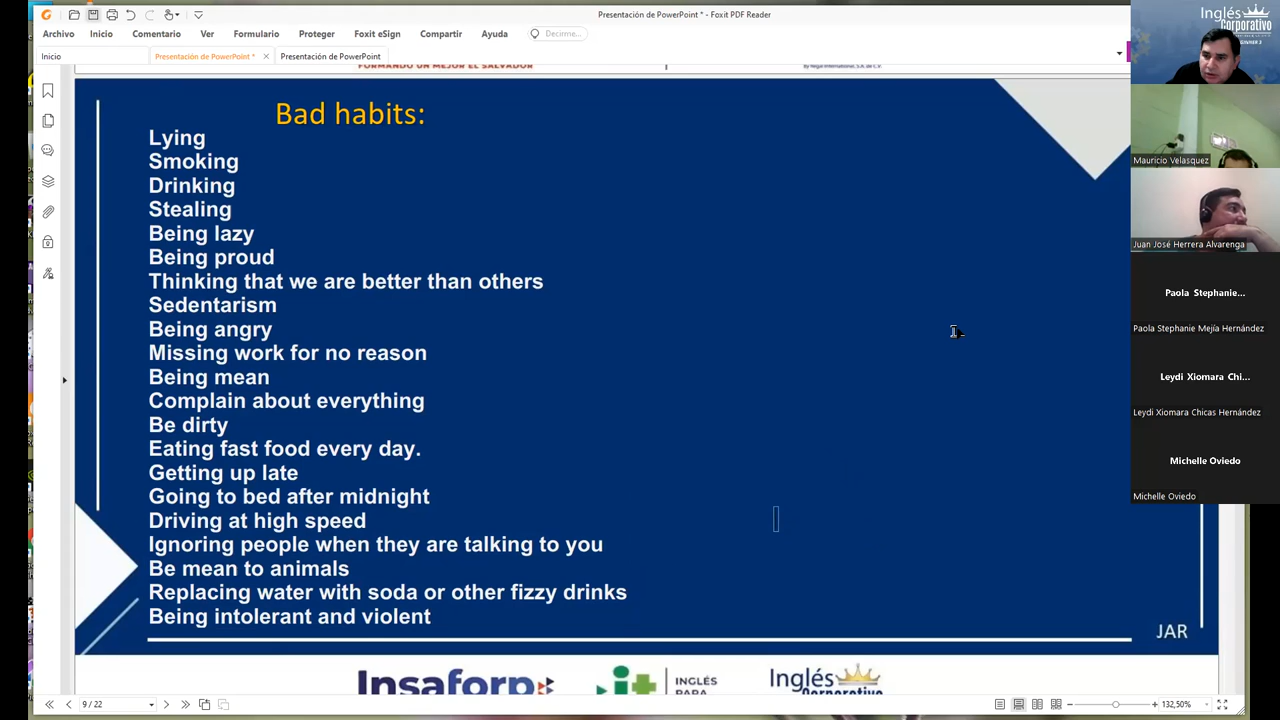 Presentación de PowerPoint * - Foxit PDF Reader
Archivo Inicio Comentario Ver Formulario Proteger Foxit eSign Compartir Ayuda Decirme...
Inicio Presentación de PowerPoint * × Presentación de PowerPoint
FORMANDO UN MEJOR EL SALVADOR
Bad habits:
Lying
Smoking
Drinking
Stealing
Being lazy
Being proud
Thinking that we are better than others
Sedentarism
Being angry
Missing work for no reason
Being mean
Complain about everything
Be dirty
Eating fast food every day.
Getting up late
Going to bed after midnight
Driving at high speed
Ignoring people when they are talking to you
Be mean to animals
Replacing water with soda or other fizzy drinks
Being intolerant and violent
JAR
Insaforp
INGLÉS
PARA
Inglés
Corporativo
9 / 22
132,50%
Inglés
Corporativo
Mauricio Velasquez
Juan José Herrera Alvarenga
Paola Stephanie...
Paola Stephanie Mejía Hernández
Leydi Xiomara Chi...
Leydi Xiomara Chicas Hernández
Michelle Oviedo
Michelle Oviedo